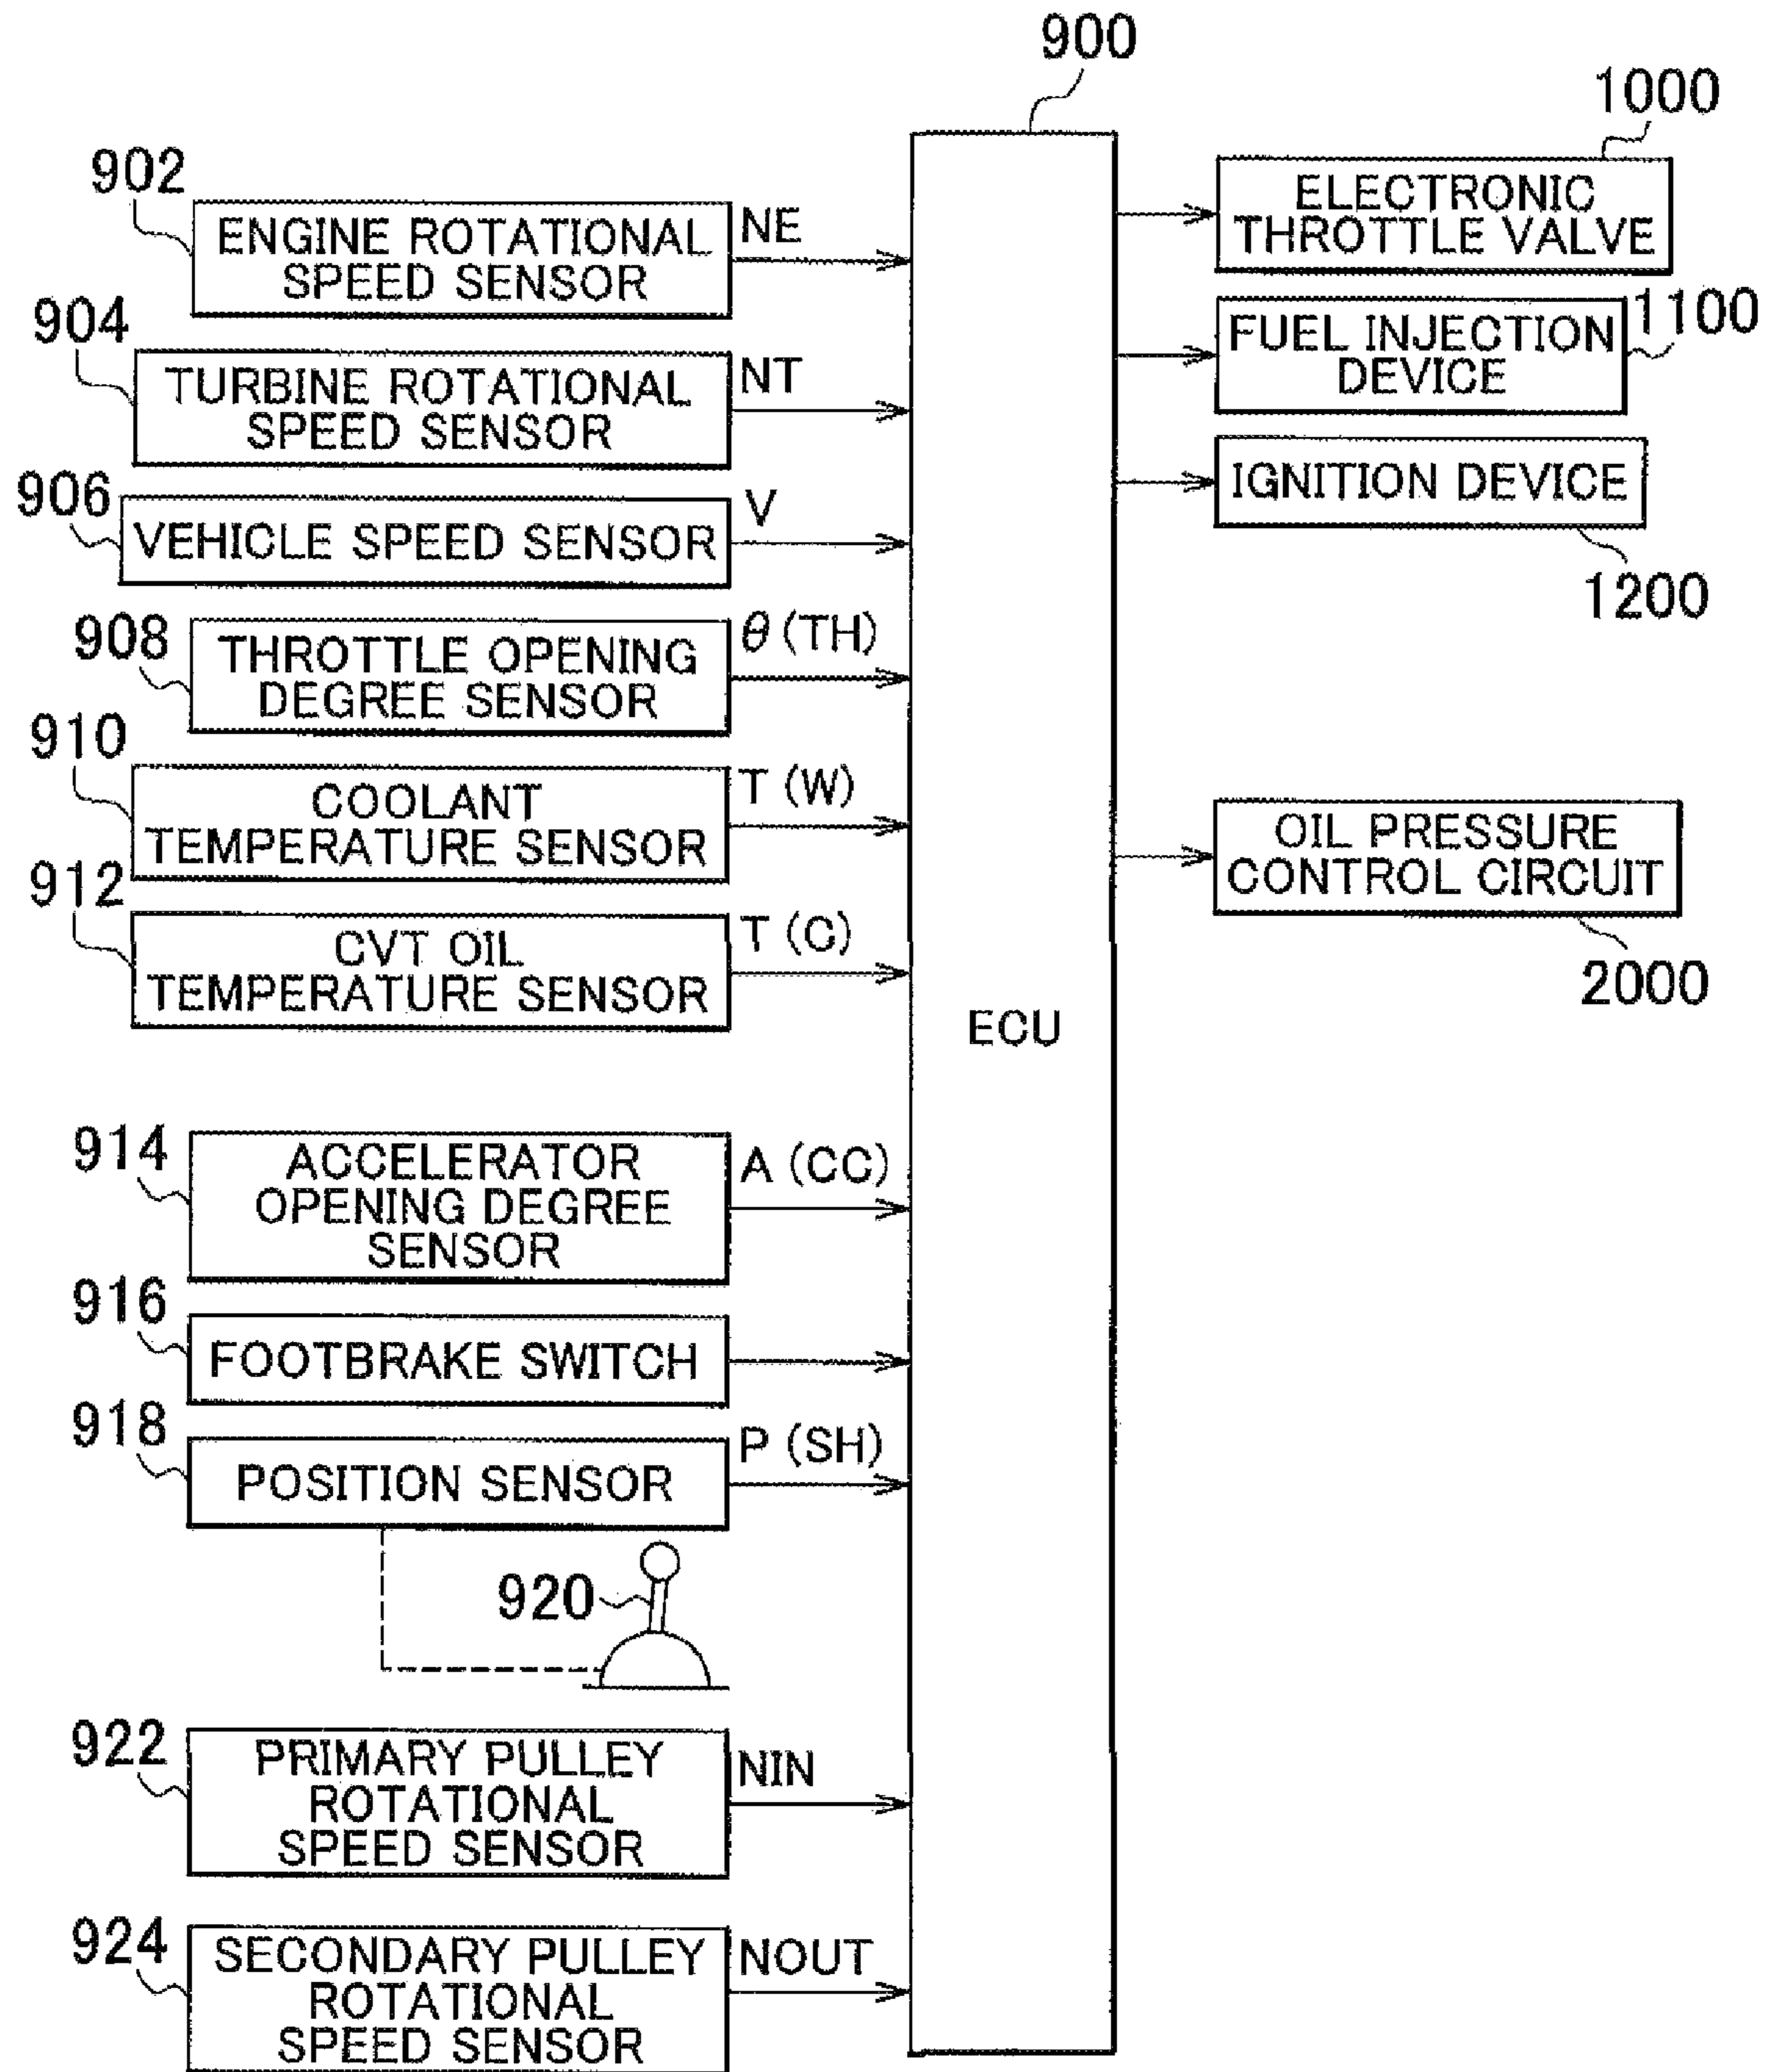 900
1000
902
ENGINE ROTATIONAL
SPEED SENSOR
NE
ELECTRONIC
THROTTLE VALVE
904
TURBINE ROTATIONAL
SPEED SENSOR
NT
FUEL INJECTION
DEVICE
1100
906
VEHICLE SPEED SENSOR
V
IGNITION DEVICE
1200
908
THROTTLE OPENING
DEGREE SENSOR
θ (TH)
910
COOLANT
TEMPERATURE SENSOR
T (W)
OIL PRESSURE
CONTROL CIRCUIT
2000
912
CVT OIL
TEMPERATURE SENSOR
T (C)
ECU
914
ACCELERATOR
OPENING DEGREE
SENSOR
A (CC)
916
FOOTBRAKE SWITCH
918
POSITION SENSOR
P (SH)
920
922
PRIMARY PULLEY
ROTATIONAL
SPEED SENSOR
NIN
924
SECONDARY PULLEY
ROTATIONAL
SPEED SENSOR
NOUT